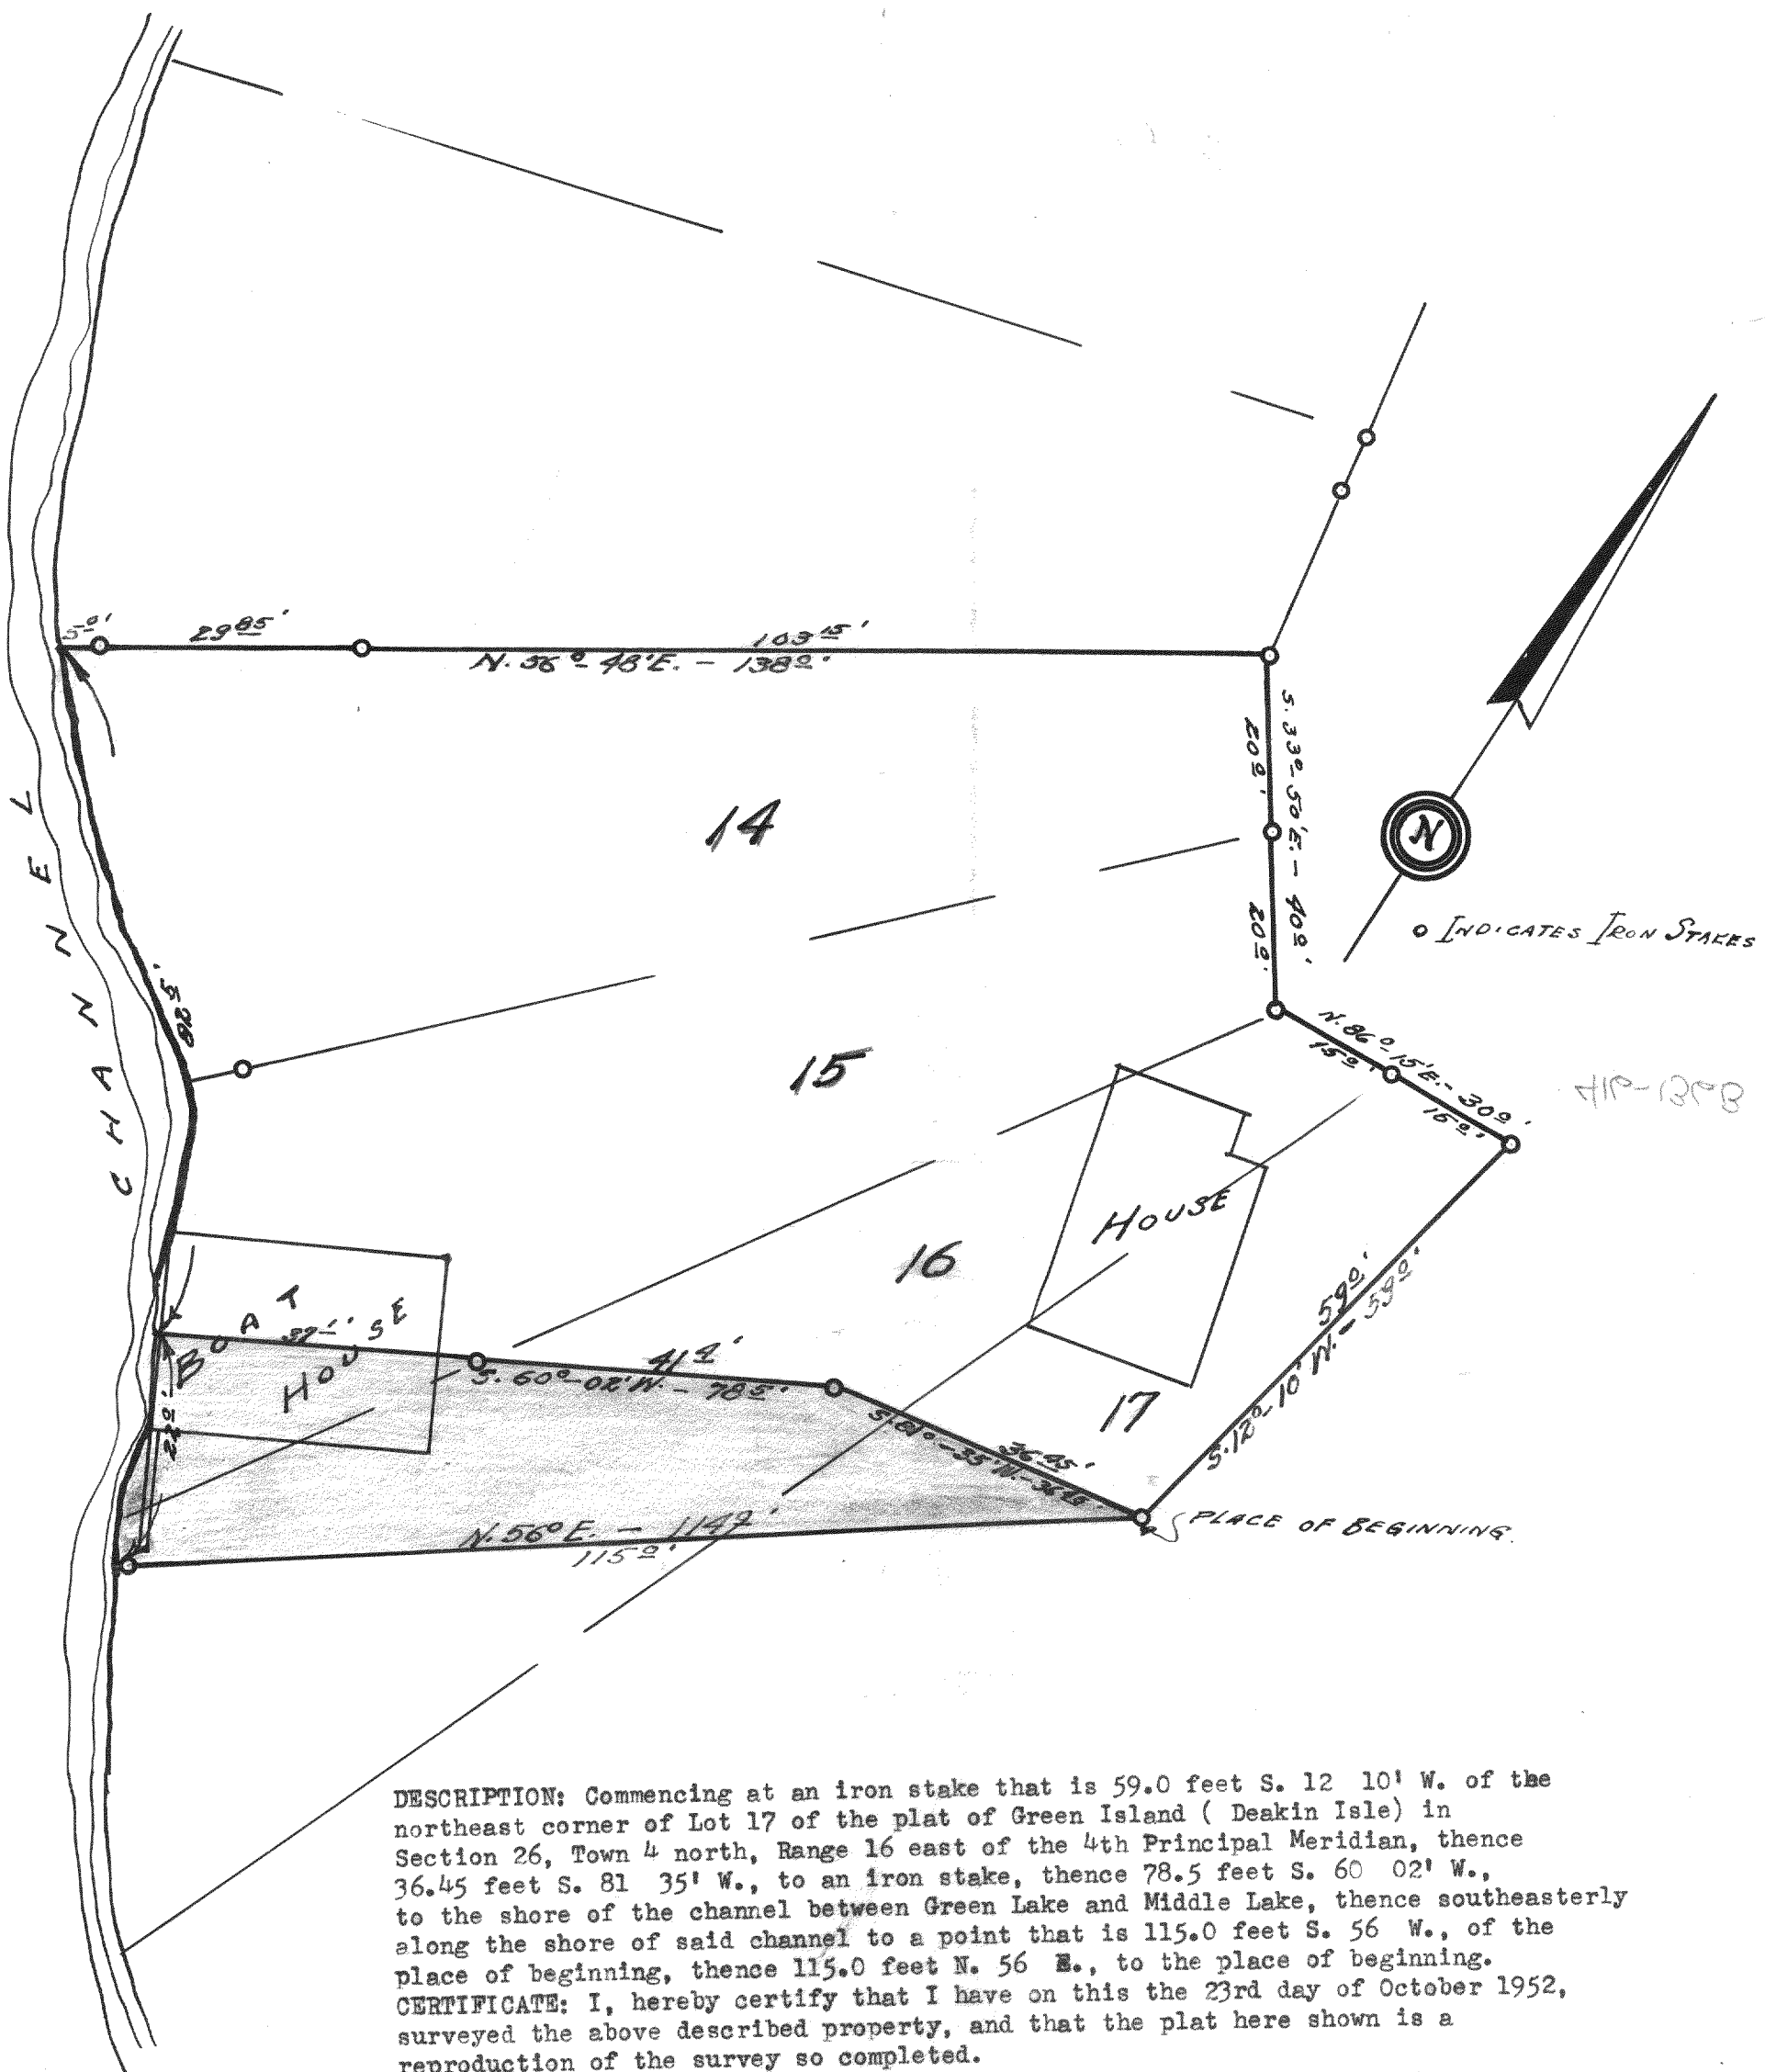 5 0'
29 85'
103 15'
N. 56°- 48'E. - 138 0'
S. 33°- 50'E. - 40 0'
20 0'
20 0'
14
N
o INDICATES IRON STAKES
CHANNEL
N. 86°- 15'E. - 30 0'
15 0'
15 0'
15
HOUSE
16
59 0'
S. 12°- 10' W. - 59 0'
BOAT
HOUSE
37 1'
41 4'
S. 60°- 02' W. - 78 5'
22 0'
17
36 45'
S. 81°- 35' W. - 36 45'
N. 56° E. - 114 2'
115 0'
PLACE OF BEGINNING.
DESCRIPTION: Commencing at an iron stake that is 59.0 feet S. 12 10' W. of the
northeast corner of Lot 17 of the plat of Green Island ( Deakin Isle) in
Section 26, Town 4 north, Range 16 east of the 4th Principal Meridian, thence
36.45 feet S. 81 35' W., to an iron stake, thence 78.5 feet S. 60 02' W.,
to the shore of the channel between Green Lake and Middle Lake, thence southeasterly
along the shore of said channel to a point that is 115.0 feet S. 56 W., of the
place of beginning, thence 115.0 feet N. 56 E., to the place of beginning.
CERTIFICATE: I, hereby certify that I have on this the 23rd day of October 1952,
surveyed the above described property, and that the plat here shown is a
reproduction of the survey so completed.